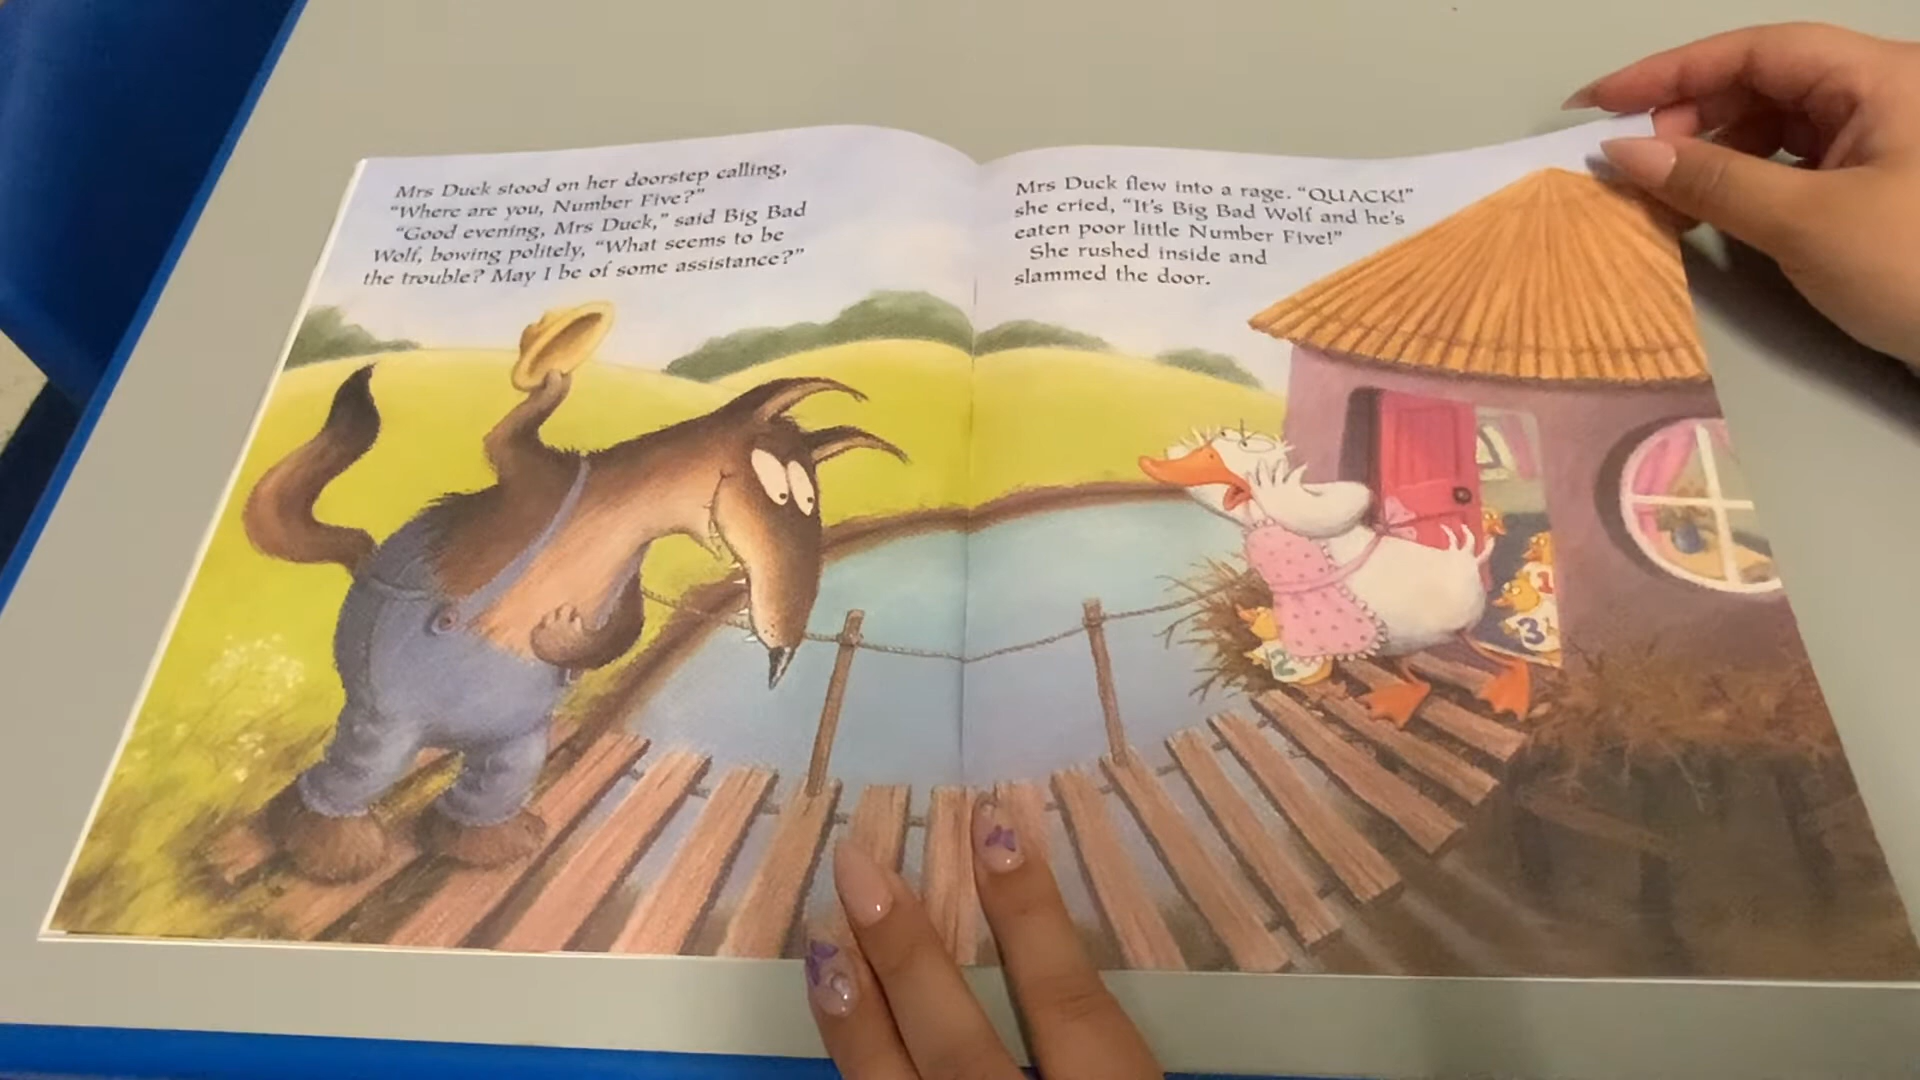 Mrs Duck stood on her doorstep calling,
“Where are you, Number Five?”
“Good evening, Mrs Duck,” said Big Bad
Wolf, bowing politely, “What seems to be
the trouble? May I be of some assistance?”
Mrs Duck flew into a rage. “QUACK!”
she cried, “It’s Big Bad Wolf and he’s
eaten poor little Number Five!”
She rushed inside and
slammed the door.
1
3
2